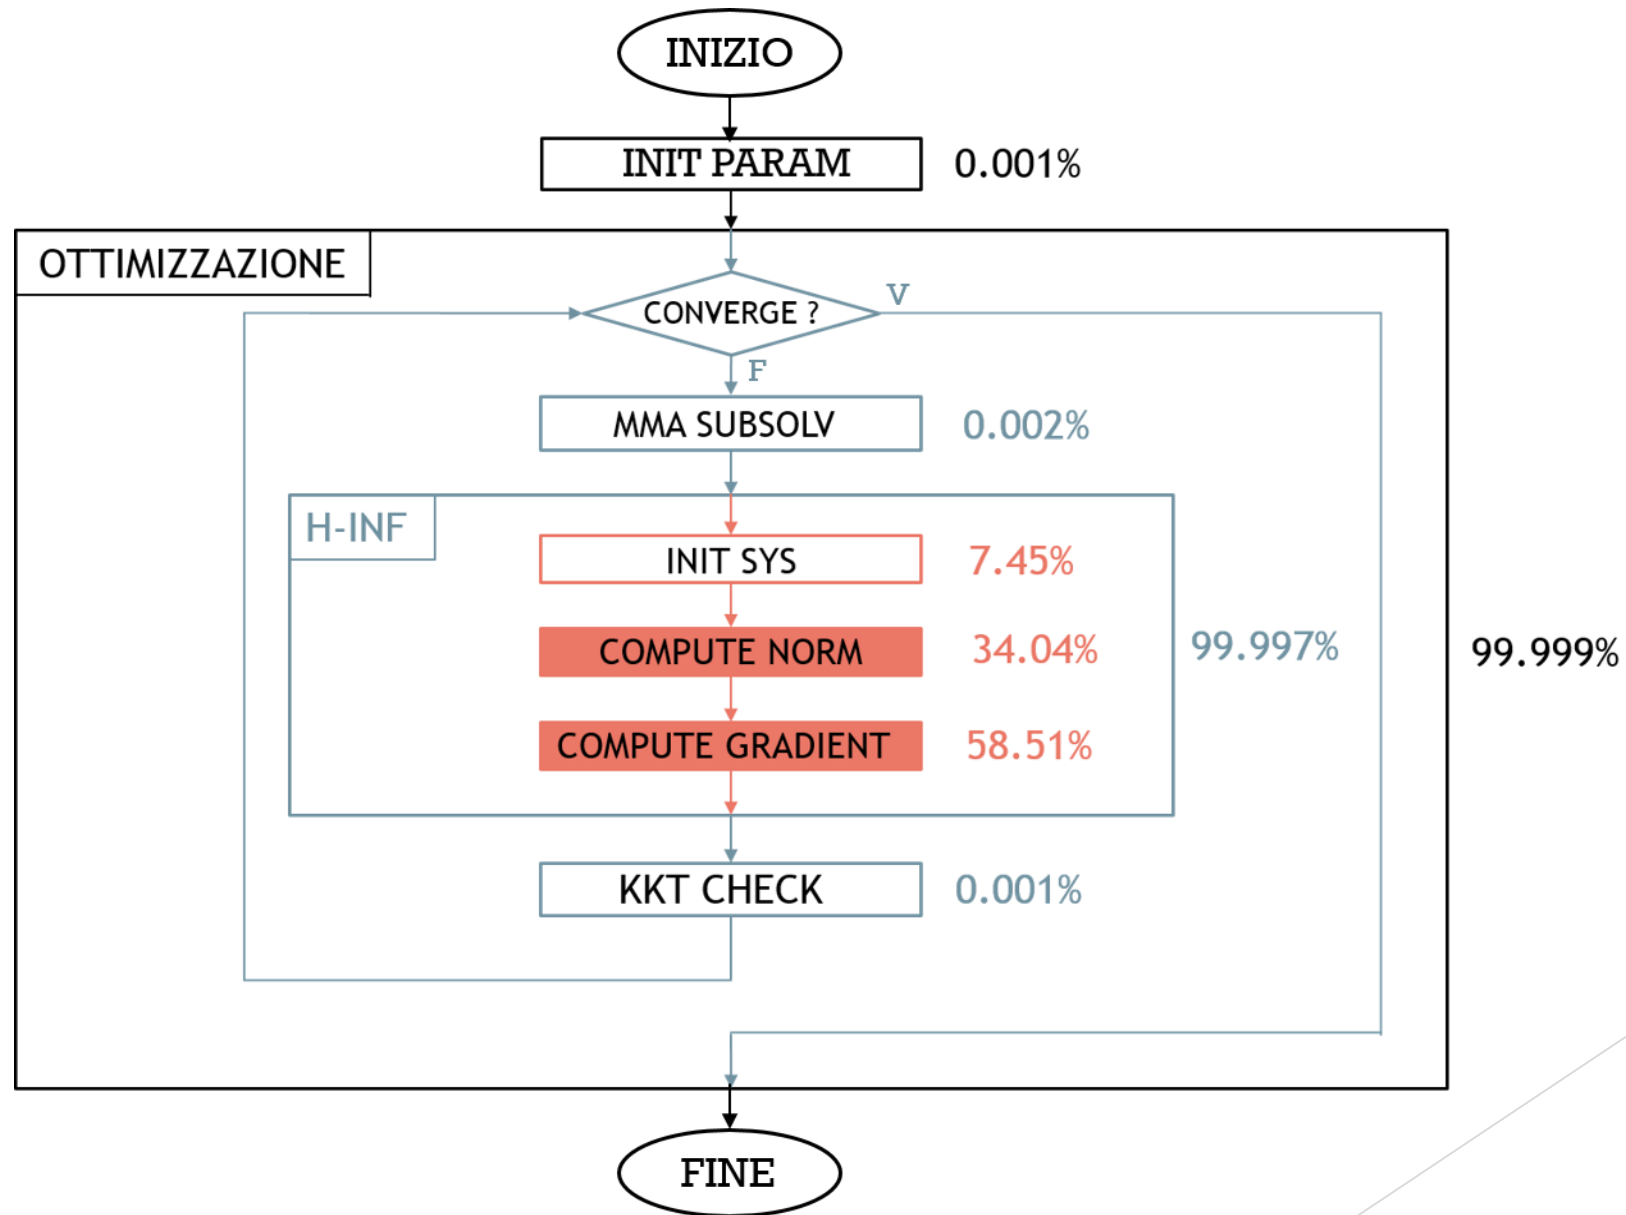 INIZIO
INIT PARAM 0.001%
OTTIMIZZAZIONE
CONVERGE ? V
F
MMA SUBSOLV 0.002%
H-INF
INIT SYS 7.45%
COMPUTE NORM 34.04% 99.997% 99.999%
COMPUTE GRADIENT 58.51%
KKT CHECK 0.001%
FINE